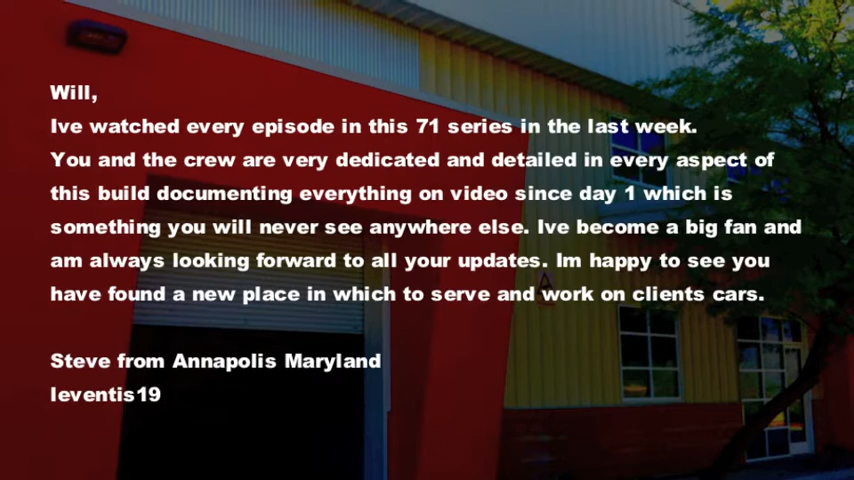 Will,
Ive watched every episode in this 71 series in the last week.
You and the crew are very dedicated and detailed in every aspect of
this build documenting everything on video since day 1 which is
something you will never see anywhere else. Ive become a big fan and
am always looking forward to all your updates. Im happy to see you
have found a new place in which to serve and work on clients cars.
Steve from Annapolis Maryland
leventis19